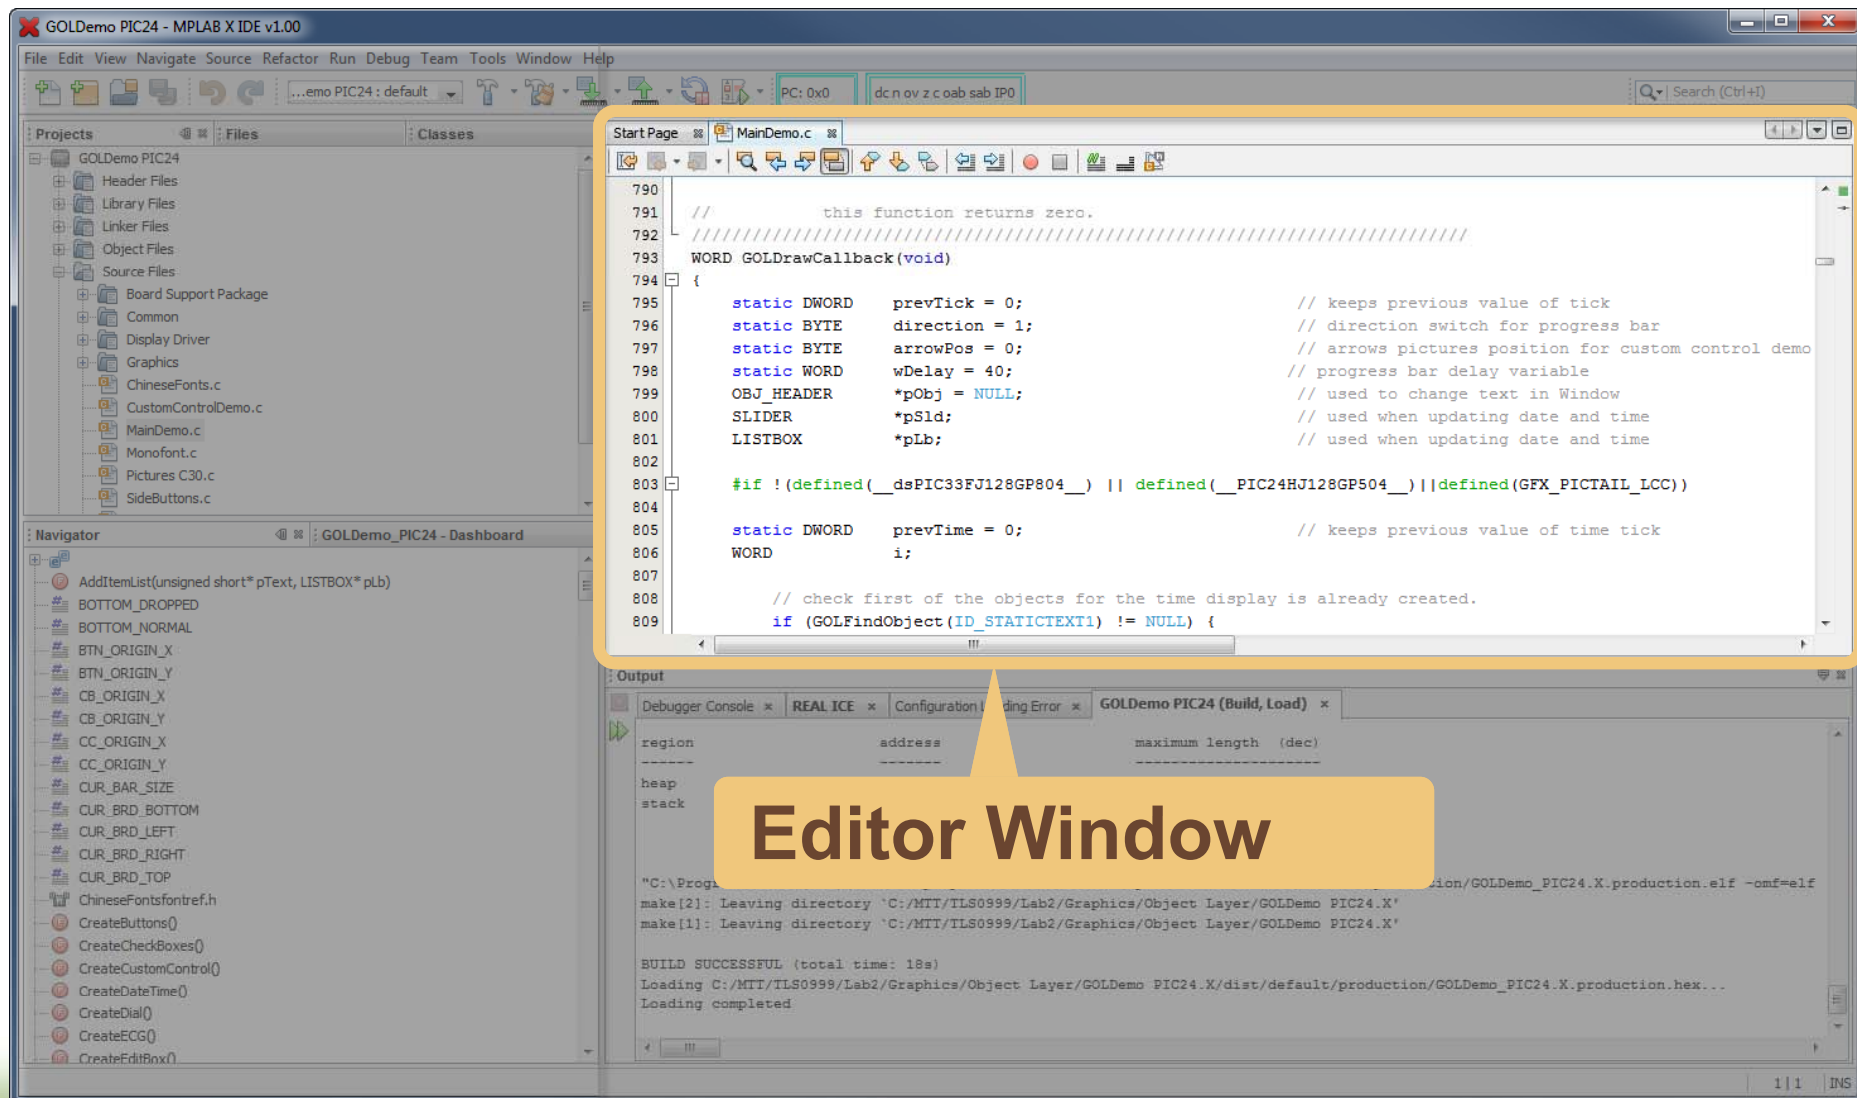 GOLDemo PIC24 - MPLAB X IDE v1.00
File Edit View Navigate Source Refactor Run Debug Team Tools Window Help
...emo PIC24 : default PC: 0x0 dc n ov z c oab sab IP0 Search (Ctrl+I)
Projects Files Classes
GOLDemo PIC24
Header Files
Library Files
Linker Files
Object Files
Source Files
Board Support Package
Common
Display Driver
Graphics
ChineseFonts.c
CustomControlDemo.c
MainDemo.c
Monofont.c
Pictures C30.c
SideButtons.c
Navigator GOLDemo_PIC24 - Dashboard
AddItemList(unsigned short* pText, LISTBOX* pLb)
BOTTOM_DROPPED
BOTTOM_NORMAL
BTN_ORIGIN_X
BTN_ORIGIN_Y
CB_ORIGIN_X
CB_ORIGIN_Y
CC_ORIGIN_X
CC_ORIGIN_Y
CUR_BAR_SIZE
CUR_BRD_BOTTOM
CUR_BRD_LEFT
CUR_BRD_RIGHT
CUR_BRD_TOP
ChineseFontsfontref.h
CreateButtons()
CreateCheckBoxes()
CreateCustomControl()
CreateDateTime()
CreateDial()
CreateECG()
CreateEditBox()
Start Page MainDemo.c
790
791 // this function returns zero.
792 /////////////////////////////////////////////////////////////////////////////
793 WORD GOLDrawCallback(void)
794 {
795 static DWORD prevTick = 0; // keeps previous value of tick
796 static BYTE direction = 1; // direction switch for progress bar
797 static BYTE arrowPos = 0; // arrows pictures position for custom control demo
798 static WORD wDelay = 40; // progress bar delay variable
799 OBJ_HEADER *pObj = NULL; // used to change text in Window
800 SLIDER *pSld; // used when updating date and time
801 LISTBOX *pLb; // used when updating date and time
802
803 #if !(defined(__dsPIC33FJ128GP804__) || defined(__PIC24HJ128GP504__)||defined(GFX_PICTAIL_LCC))
804
805 static DWORD prevTime = 0; // keeps previous value of time tick
806 WORD i;
807
808 // check first of the objects for the time display is already created.
809 if (GOLFindObject(ID_STATICTEXT1) != NULL) {
Output
Debugger Console REAL ICE Configuration Error GOLDemo PIC24 (Build, Load)
region address maximum length (dec)
------ ------- ---------------------
heap
stack
Editor Window
"C:\Progr ion/GOLDemo_PIC24.X.production.elf -omf=elf
make[2]: Leaving directory `C:/MTT/TLS0999/Lab2/Graphics/Object Layer/GOLDemo PIC24.X'
make[1]: Leaving directory `C:/MTT/TLS0999/Lab2/Graphics/Object Layer/GOLDemo PIC24.X'
BUILD SUCCESSFUL (total time: 18s)
Loading C:/MTT/TLS0999/Lab2/Graphics/Object Layer/GOLDemo PIC24.X/dist/default/production/GOLDemo_PIC24.X.production.hex...
Loading completed
1|1 INS